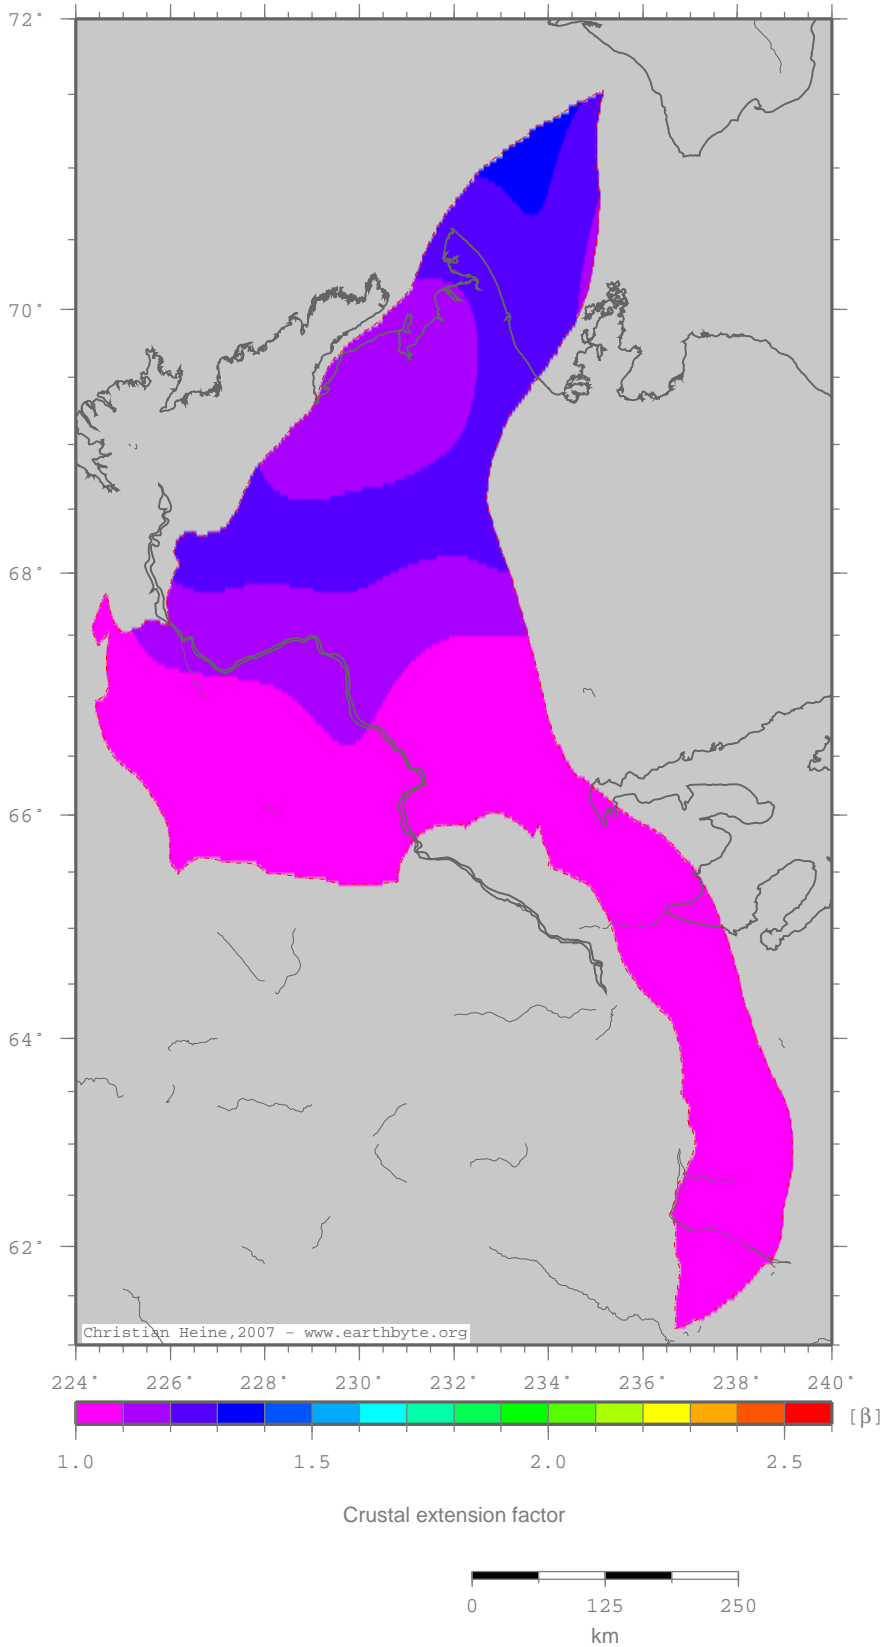 72°
70°
68°
66°
64°
62°
Christian Heine,2007 - www.earthbyte.org
224° 226° 228° 230° 232° 234° 236° 238° 240°
[β]
1.0 1.5 2.0 2.5
Crustal extension factor
0 125 250
km